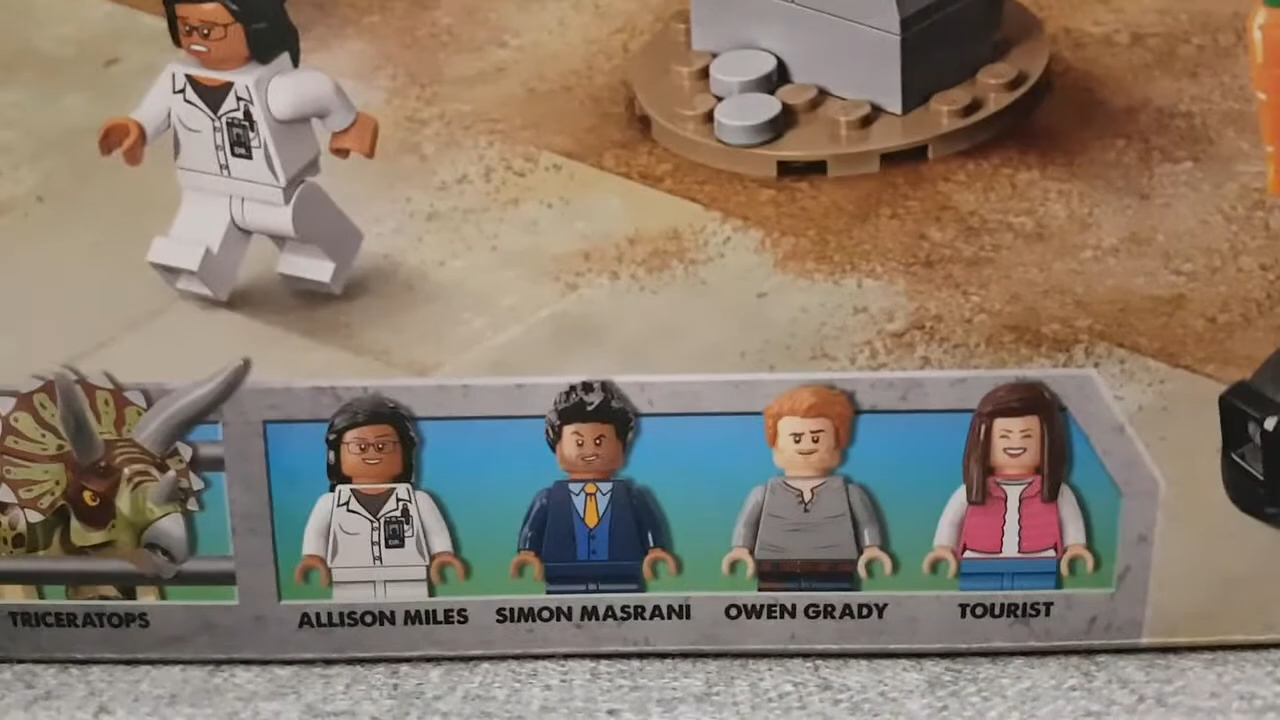 TRICERATOPS
ALLISON MILES
SIMON MASRANI
OWEN GRADY
TOURIST